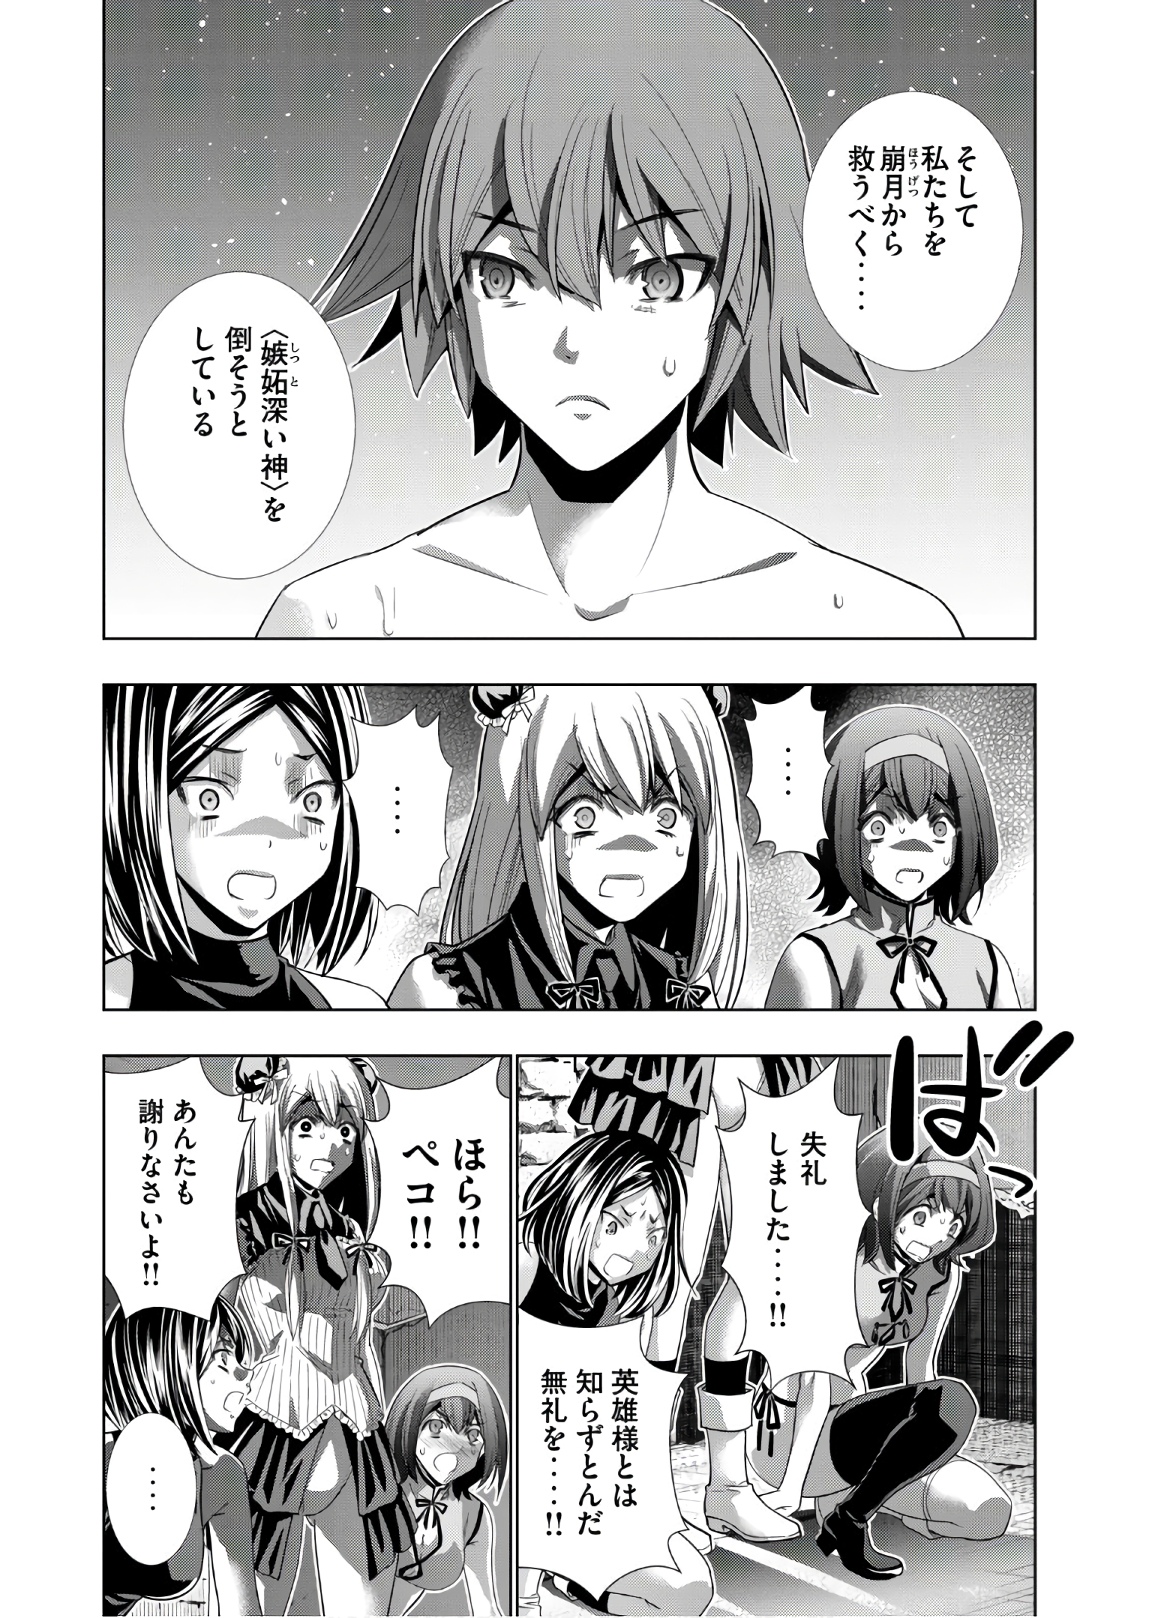 そして
私たちを
崩月から
救うべく‥‥
〈嫉妬深い神〉を
倒そうと
している
‥‥
‥‥
ばっ
失礼
しました‥‥‥!!
英雄様とは
知らずとんだ
無礼を‥‥‥!!
ほら!!
ペコ!!
あんたも
謝りなさいよ!!
‥‥